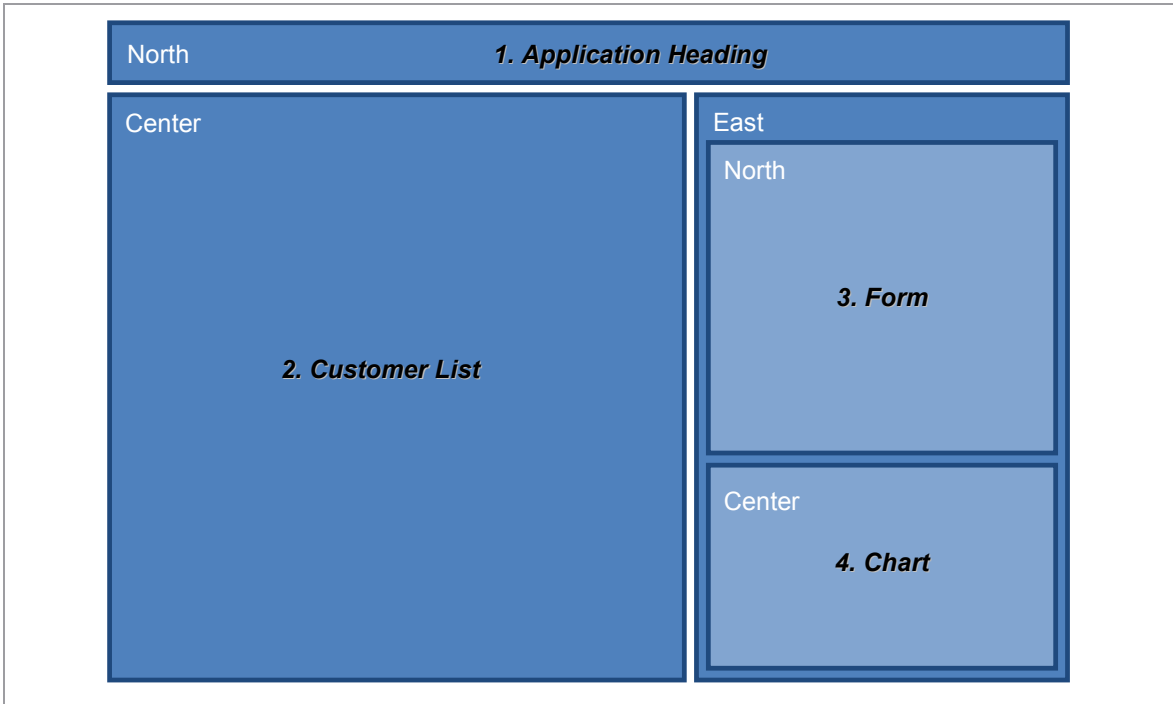 North
1. Application Heading
Center
2. Customer List
East
North
3. Form
Center
4. Chart